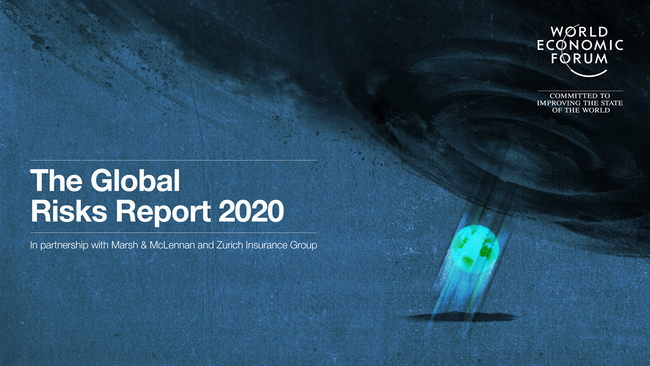 WORLD
ECONOMIC
FORUM
COMMITTED TO
IMPROVING THE STATE
OF THE WORLD
The Global
Risks Report 2020
In partnership with Marsh & McLennan and Zurich Insurance Group